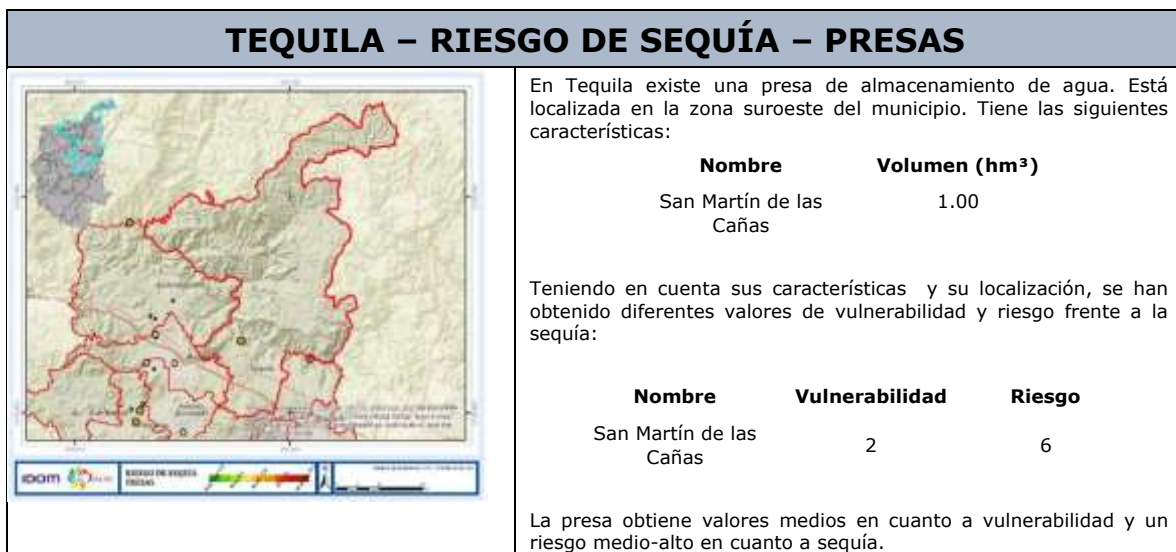 TEQUILA – RIESGO DE SEQUÍA – PRESAS
En Tequila existe una presa de almacenamiento de agua. Está
localizada en la zona suroeste del municipio. Tiene las siguientes
características:
Nombre Volumen (hm³)
San Martín de las 1.00
Cañas
Teniendo en cuenta sus características y su localización, se han
obtenido diferentes valores de vulnerabilidad y riesgo frente a la
sequía:
Nombre Vulnerabilidad Riesgo
San Martín de las
Cañas 2 6
La presa obtiene valores medios en cuanto a vulnerabilidad y un
riesgo medio-alto en cuanto a sequía.
IDOM
RIESGO DE SEQUÍA
PRESAS